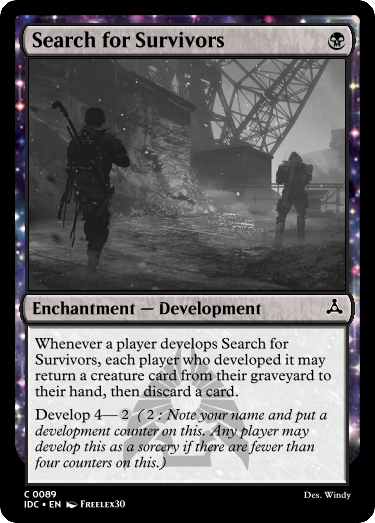 Search for Survivors
Enchantment — Development
Whenever a player develops Search for
Survivors, each player who developed it may
return a creature card from their graveyard to
their hand, then discard a card.
Develop 4— 2 ( 2 : Note your name and put a
development counter on this. Any player may
develop this as a sorcery if there are fewer than
four counters on this.)
C 0089
IDC • EN Freelex30
Des. Windy